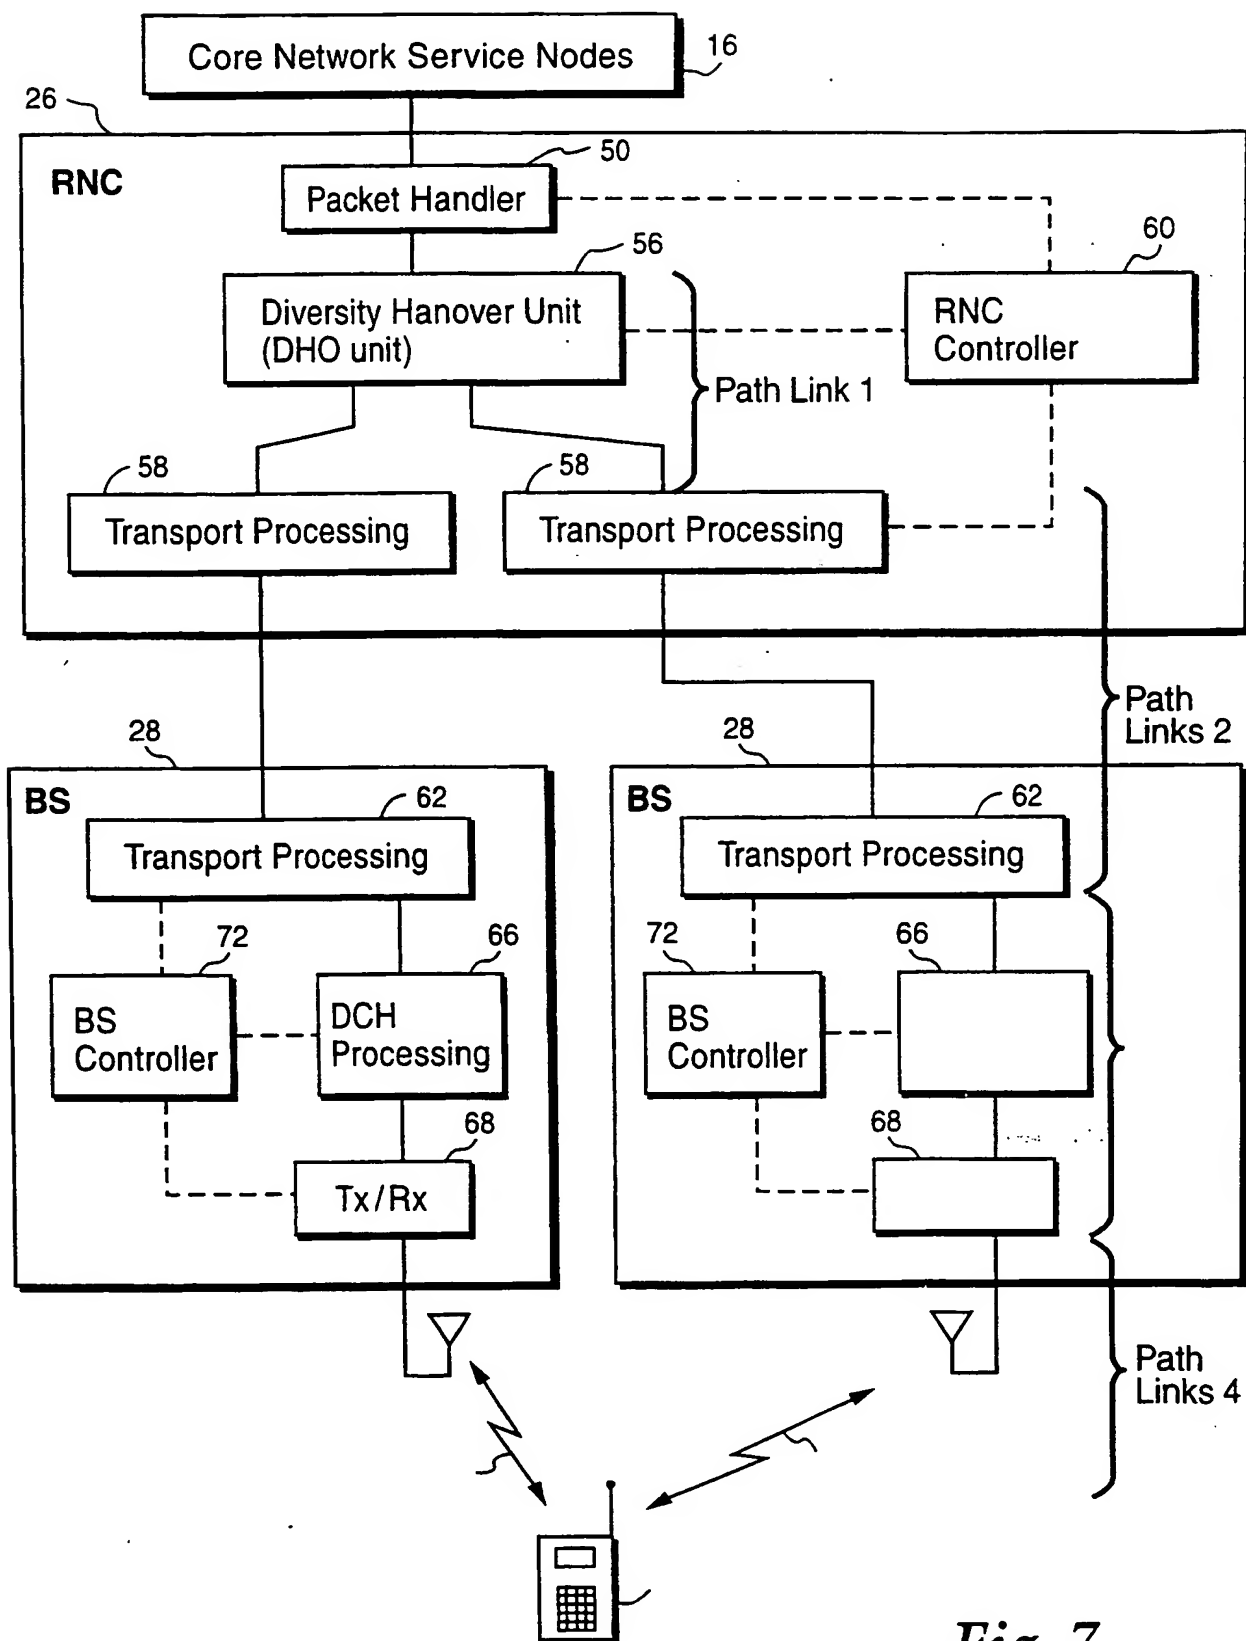 Core Network Service Nodes
16
26
RNC
50
Packet Handler
56
60
Diversity Hanover Unit
(DHO unit)
RNC
Controller
Path Link 1
58
58
Transport Processing
Transport Processing
Path
Links 2
28
28
BS
BS
62
62
Transport Processing
Transport Processing
72
66
72
66
BS
Controller
DCH
Processing
BS
Controller
68
68
Tx/Rx
Path
Links 4
Fig. 7